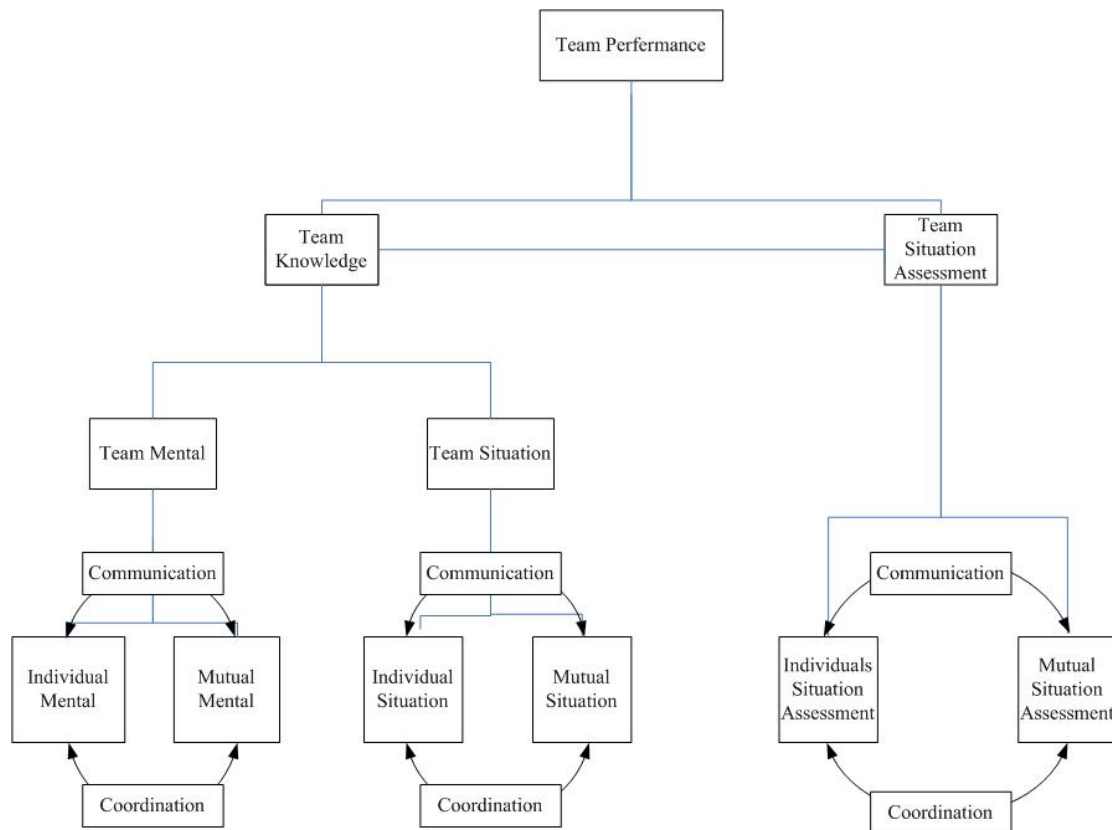 Team Perfermance
Team
Knowledge
Team
Situation
Assessment
Team Mental
Team Situation
Communication
Communication
Communication
Individual
Mental
Mutual
Mental
Individual
Situation
Mutual
Situation
Individuals
Situation
Assessment
Mutual
Situation
Assessment
Coordination
Coordination
Coordination